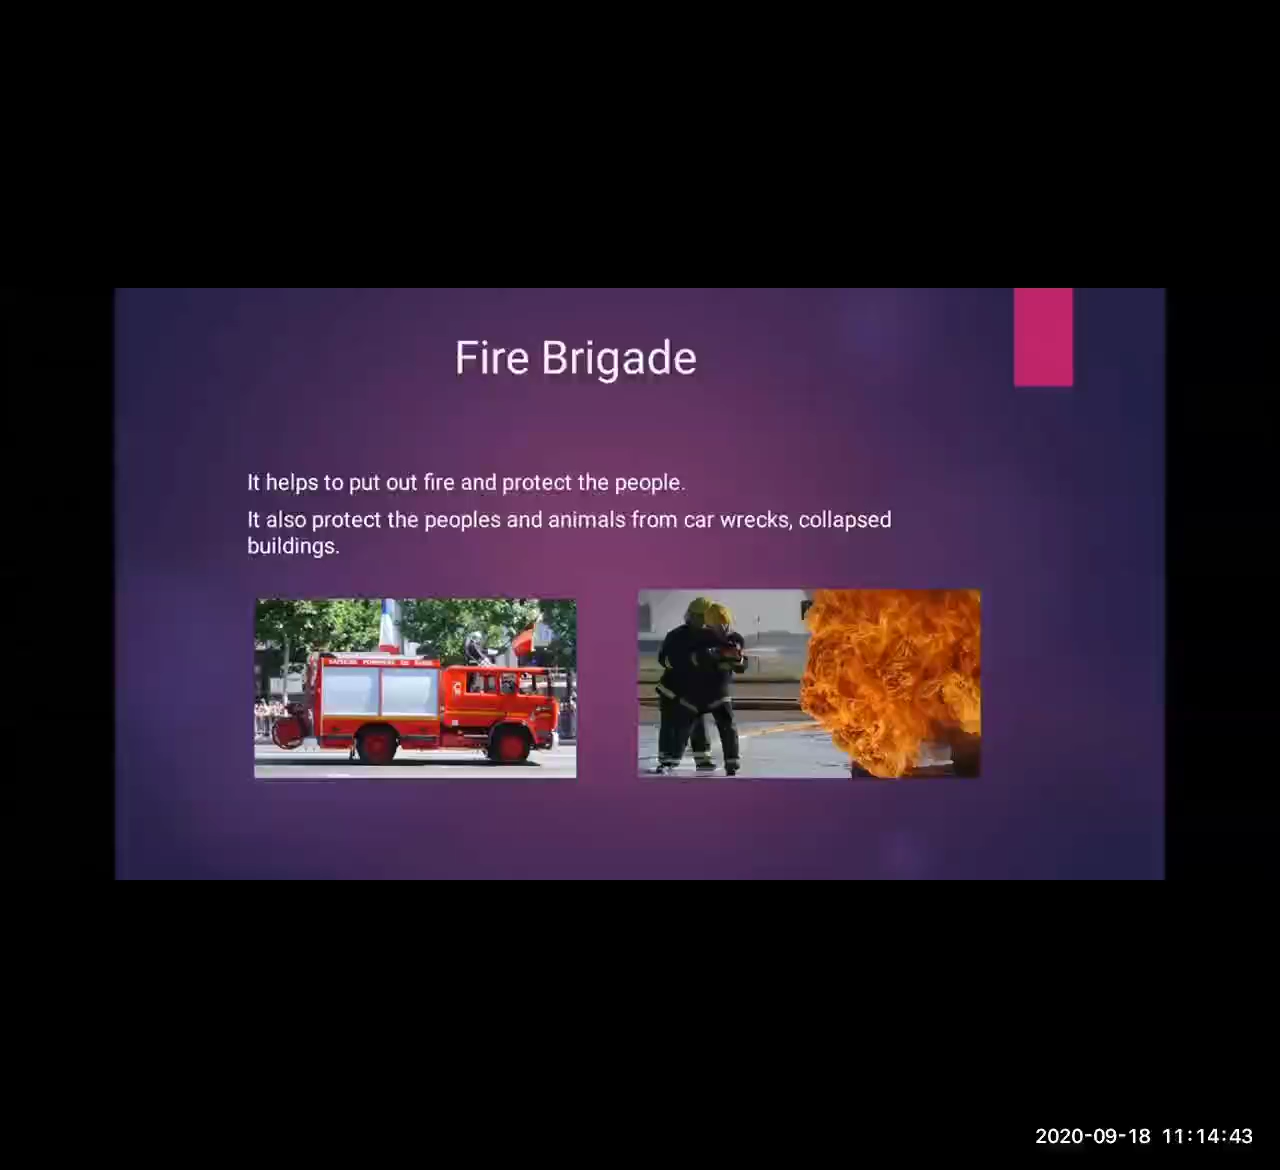 Fire Brigade
It helps to put out fire and protect the people.
It also protect the peoples and animals from car wrecks, collapsed
buildings.
2020-09-18 11:14:43